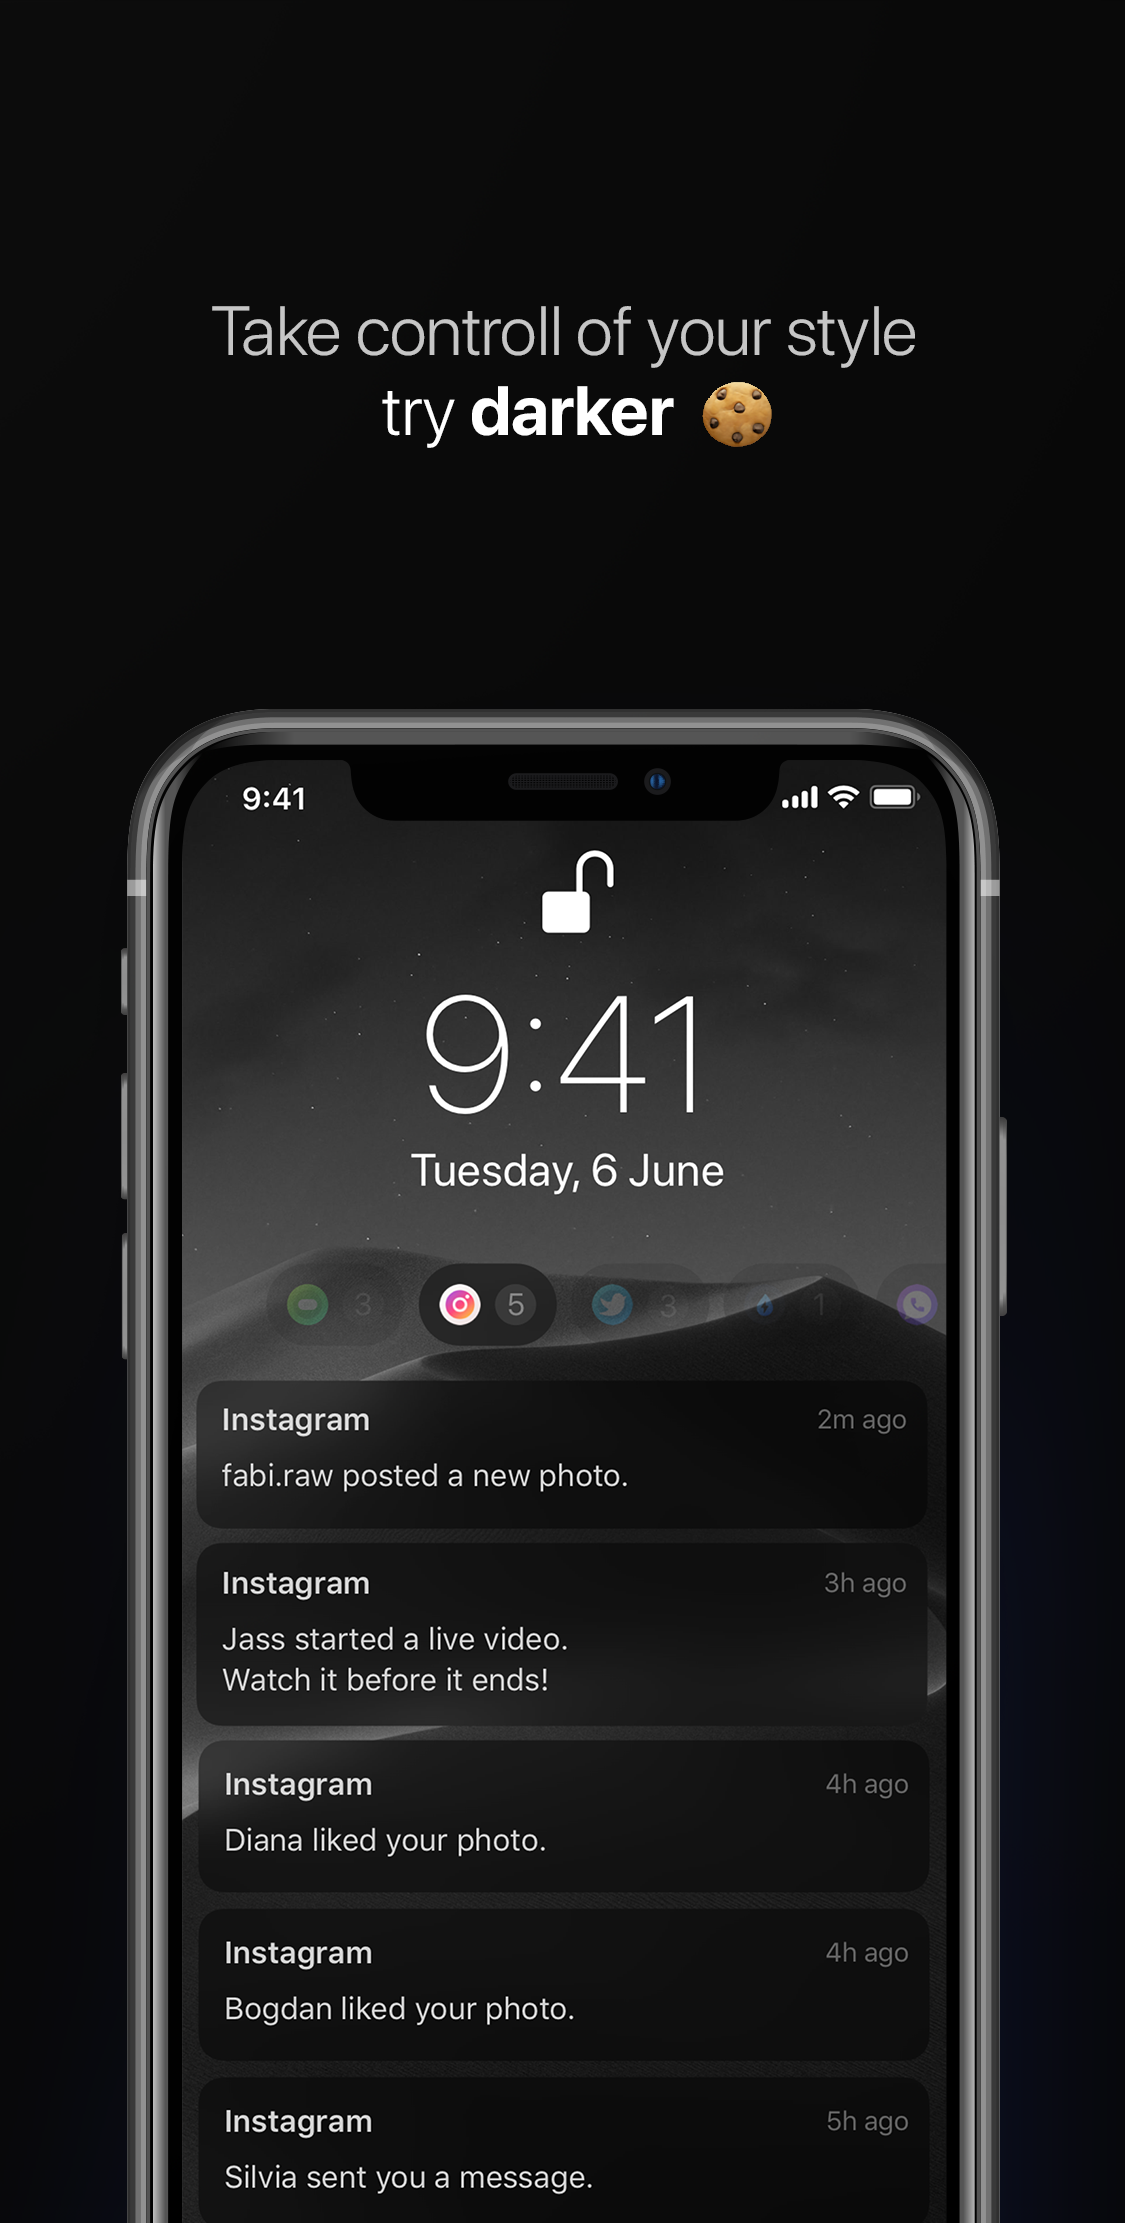 Take controll of your style
try darker 🍪
9:41
9:41
Tuesday, 6 June
3
5
3
1
Instagram 2m ago
fabi.raw posted a new photo.
Instagram 3h ago
Jass started a live video.
Watch it before it ends!
Instagram 4h ago
Diana liked your photo.
Instagram 4h ago
Bogdan liked your photo.
Instagram 5h ago
Silvia sent you a message.